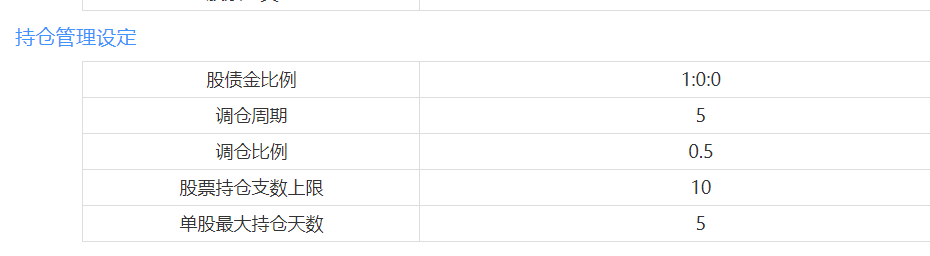 持仓管理设定
股债金比例 1:0:0
调仓周期 5
调仓比例 0.5
股票持仓支数上限 10
单股最大持仓天数 5